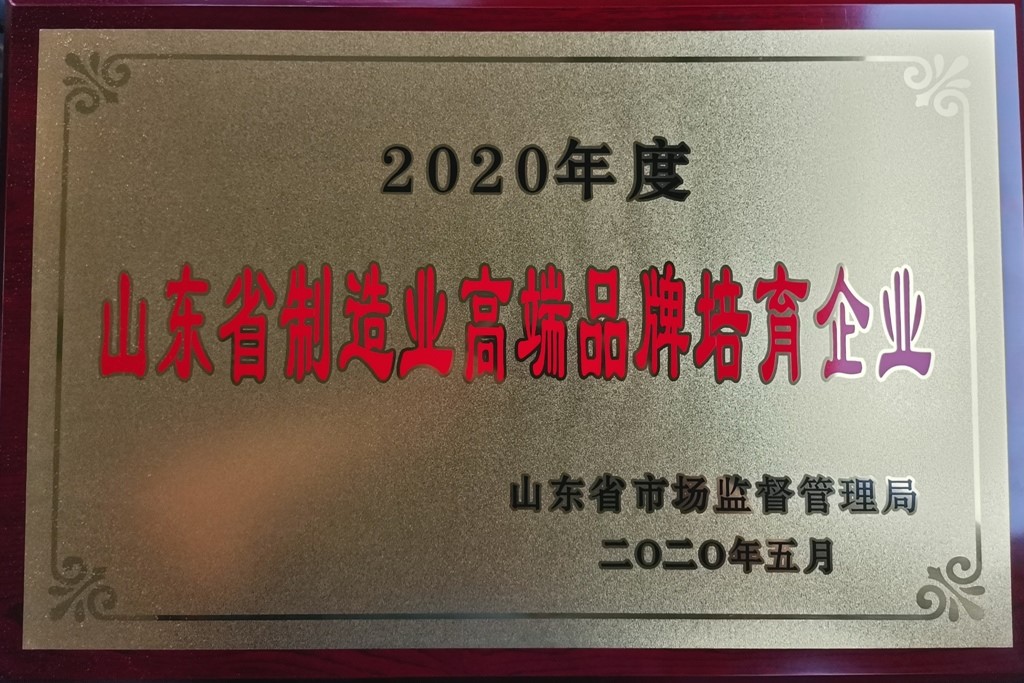 2020年度
山东省制造业高端品牌培育企业
山东省市场监督管理局
二〇二〇年五月